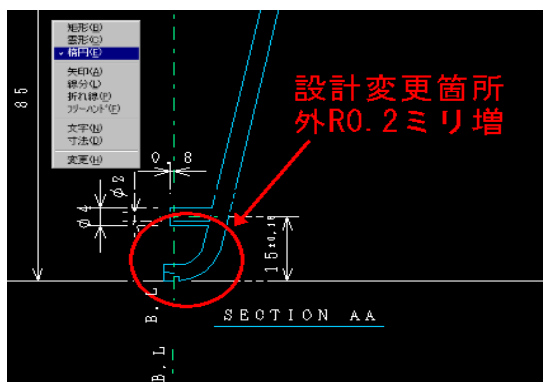 矩形(R)
雲形(C)
楕円(E)
矢印(A)
線分(L)
折れ線(P)
フリーハンド(F)
文字(N)
寸法(D)
変更(H)
設計変更箇所
外R0.2ミリ増
85
0.8
φ2
φ4
15±0.18
B.L
SECTION AA
B.L